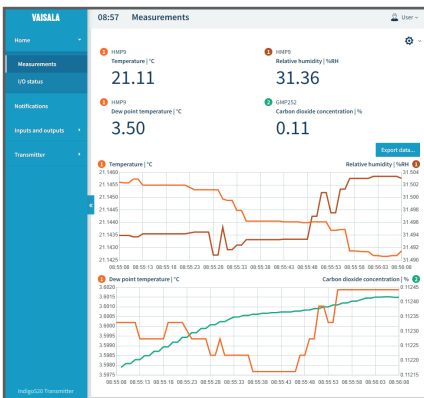 VAISALA
08:57 Measurements
User
Home
Measurements
I/O status
Notifications
Inputs and outputs
Transmitter
Indigo520 Transmitter
1 HMP9
Temperature | °C
21.11
1 HMP9
Relative humidity | %RH
31.36
1 HMP9
Dew point temperature | °C
3.50
2 GMP252
Carbon dioxide concentration | %
0.11
Export data...
1 Temperature | °C
Relative humidity | %RH 1
21.1460
21.1455
21.1450
21.1445
21.1440
21.1435
21.1430
21.1425
31.504
31.502
31.500
31.498
31.496
31.494
31.492
31.490
08:55:08 08:55:13 08:55:18 08:55:23 08:55:28 08:55:33 08:55:38 08:55:43 08:55:48 08:55:53 08:55:58 08:56:03 08:56:08
1 Dew point temperature | °C
Carbon dioxide concentration | % 2
3.6020
3.6015
3.6010
3.6005
3.6000
3.5995
3.5990
3.5985
3.5980
3.5975
0.11245
0.11240
0.11235
0.11230
0.11225
0.11220
0.11215
08:55:08 08:55:13 08:55:18 08:55:23 08:55:28 08:55:33 08:55:38 08:55:43 08:55:48 08:55:53 08:55:58 08:56:03 08:56:08